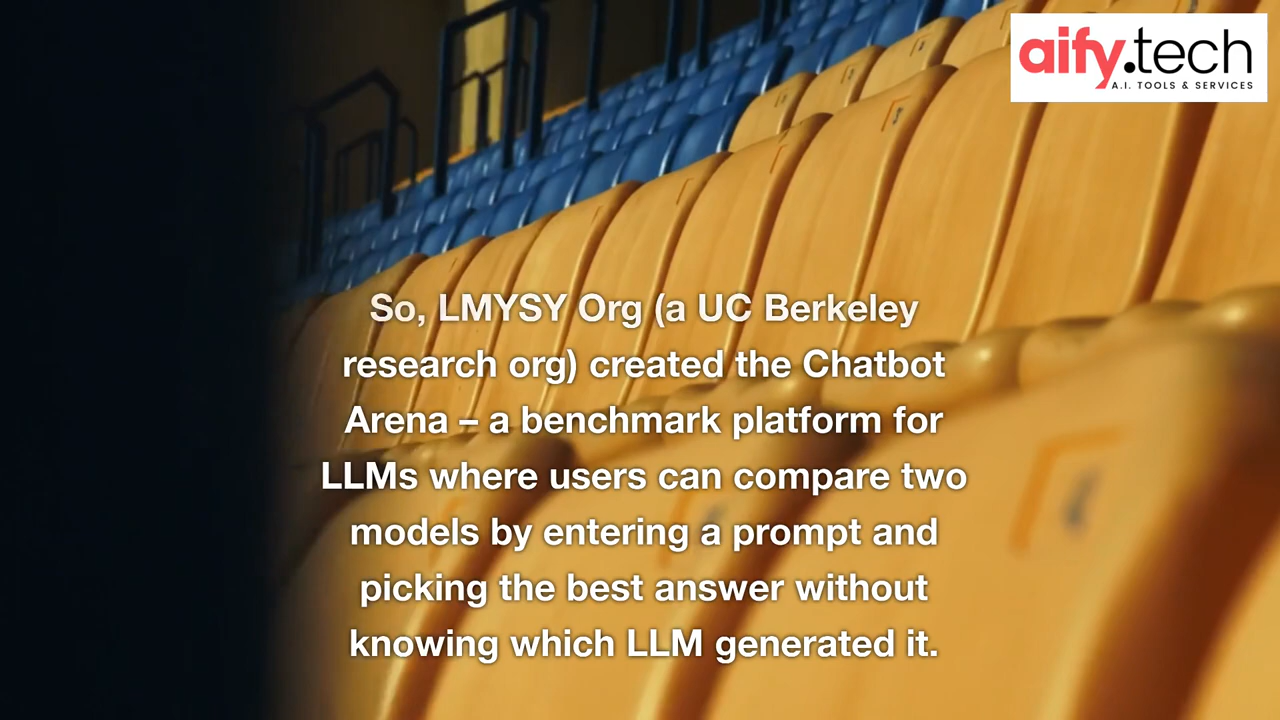 aify.tech
A.I. TOOLS & SERVICES
So, LMYSY Org (a UC Berkeley
research org) created the Chatbot
Arena – a benchmark platform for
LLMs where users can compare two
models by entering a prompt and
picking the best answer without
knowing which LLM generated it.